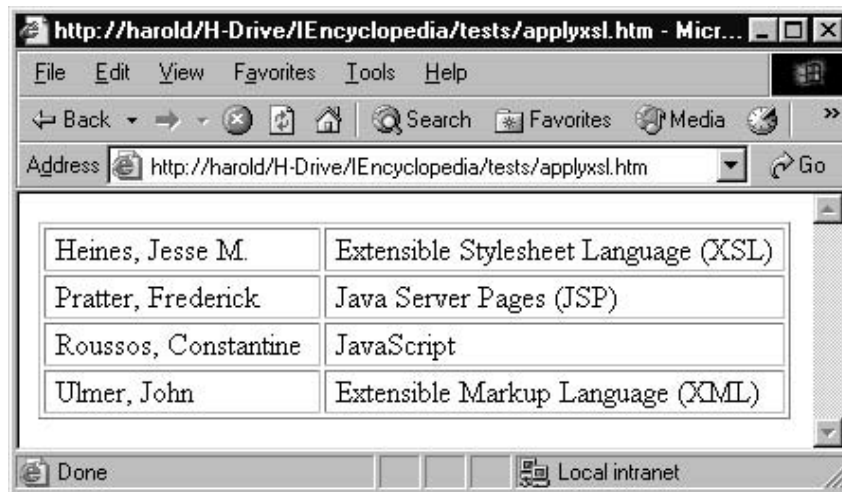 http://harold/H-Drive/IEncyclopedia/tests/applyxsl.htm - Micr...
File Edit View Favorites Tools Help
Back Search Favorites Media »
Address http://harold/H-Drive/IEncyclopedia/tests/applyxsl.htm Go
Heines, Jesse M. Extensible Stylesheet Language (XSL)
Pratter, Frederick Java Server Pages (JSP)
Roussos, Constantine JavaScript
Ulmer, John Extensible Markup Language (XML)
Done Local intranet